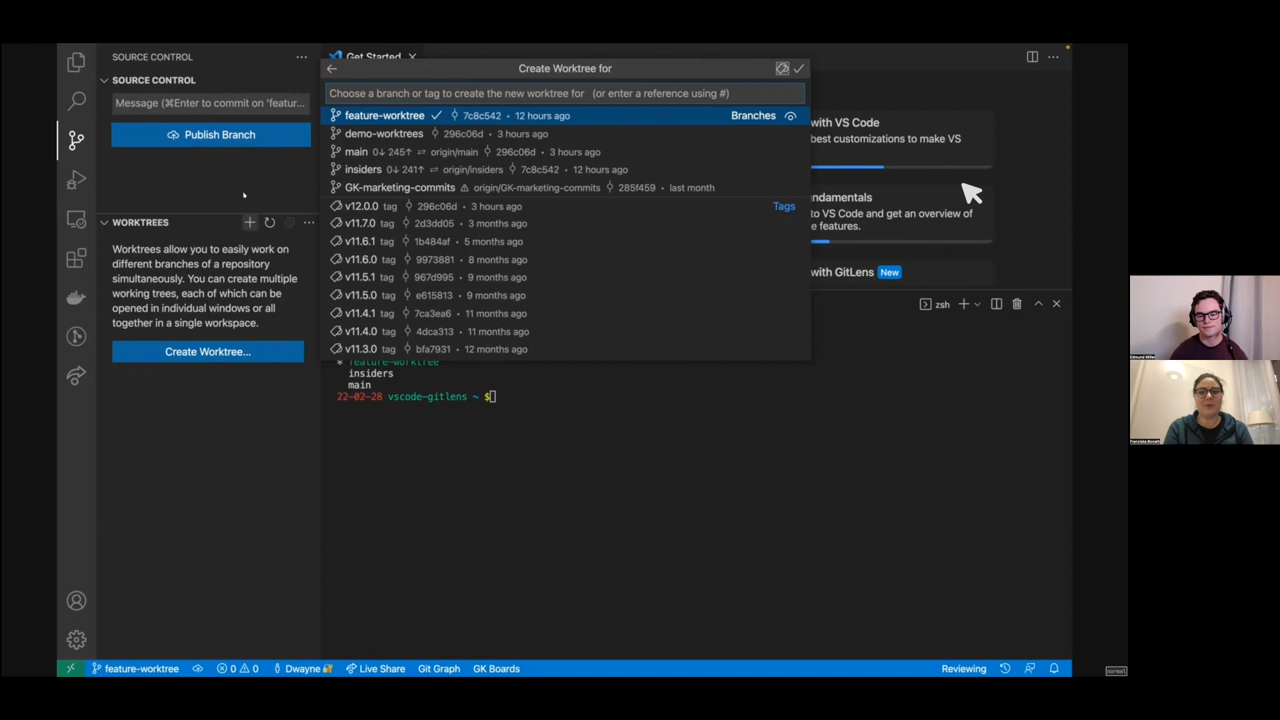 SOURCE CONTROL
SOURCE CONTROL
Message (⌘Enter to commit on 'featur...
Publish Branch
WORKTREES
Worktrees allow you to easily work on
different branches of a repository
simultaneously. You can create multiple
working trees, each of which can be
opened in individual windows or all
together in a single workspace.
Create Worktree...
Get Started
Create Worktree for
Choose a branch or tag to create the new worktree for (or enter a reference using #)
feature-worktree 7c8c542 • 12 hours ago Branches
demo-worktrees 296c06d • 3 hours ago
main 0↓ 245↑ ⇌ origin/main 296c06d • 3 hours ago
insiders 0↓ 241↑ ⇌ origin/insiders 7c8c542 • 12 hours ago
GK-marketing-commits origin/GK-marketing-commits 285f459 • last month
v12.0.0 tag 296c06d • 3 hours ago Tags
v11.7.0 tag 2d3dd05 • 3 months ago
v11.6.1 tag 1b484af • 5 months ago
v11.6.0 tag 9973881 • 8 months ago
v11.5.1 tag 967d995 • 9 months ago
v11.5.0 tag e615813 • 9 months ago
v11.4.1 tag 7ca3ea6 • 11 months ago
v11.4.0 tag 4dca313 • 11 months ago
v11.3.0 tag bfa7931 • 12 months ago
with VS Code
best customizations to make VS
ndamentals
to VS Code and get an overview of
e features.
with GitLens New
zsh
* feature-worktree
insiders
main
22-02-28 vscode-gitlens ~ $
feature-worktree 0 0 Dwayne Live Share Git Graph GK Boards Reviewing
Edmund Miller
Franziska Bonath
normal